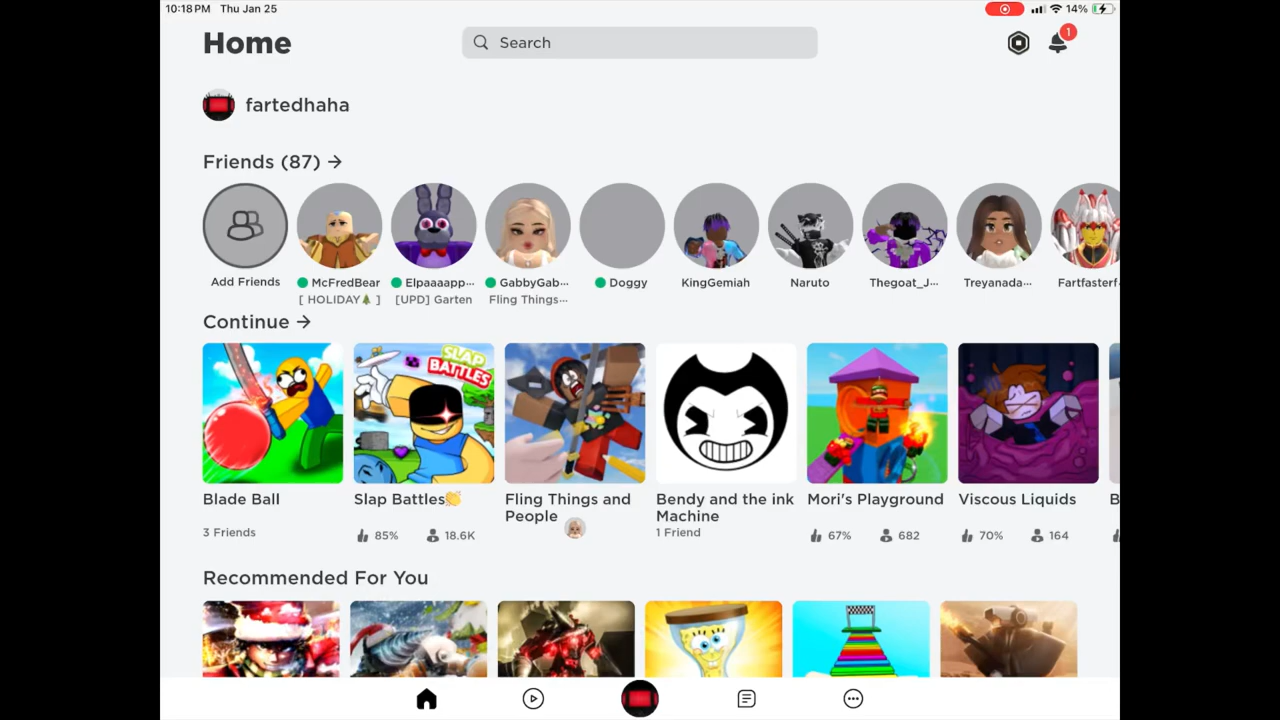 10:18 PM Thu Jan 25 14%
Home
Search
1
fartedhaha
Friends (87) →
Add Friends McFredBear Elpaaaapp... GabbyGab... Doggy KingGemiah Naruto Thegoat_J... Treyanada... Fartfasterf
[ HOLIDAY🎄 ] [UPD] Garten Fling Things...
Continue →
SLAP BATTLES
Blade Ball Slap Battles👏 Fling Things and People Bendy and the ink Machine Mori's Playground Viscous Liquids B
3 Friends 85% 18.6K 1 Friend 67% 682 70% 164
Recommended For You